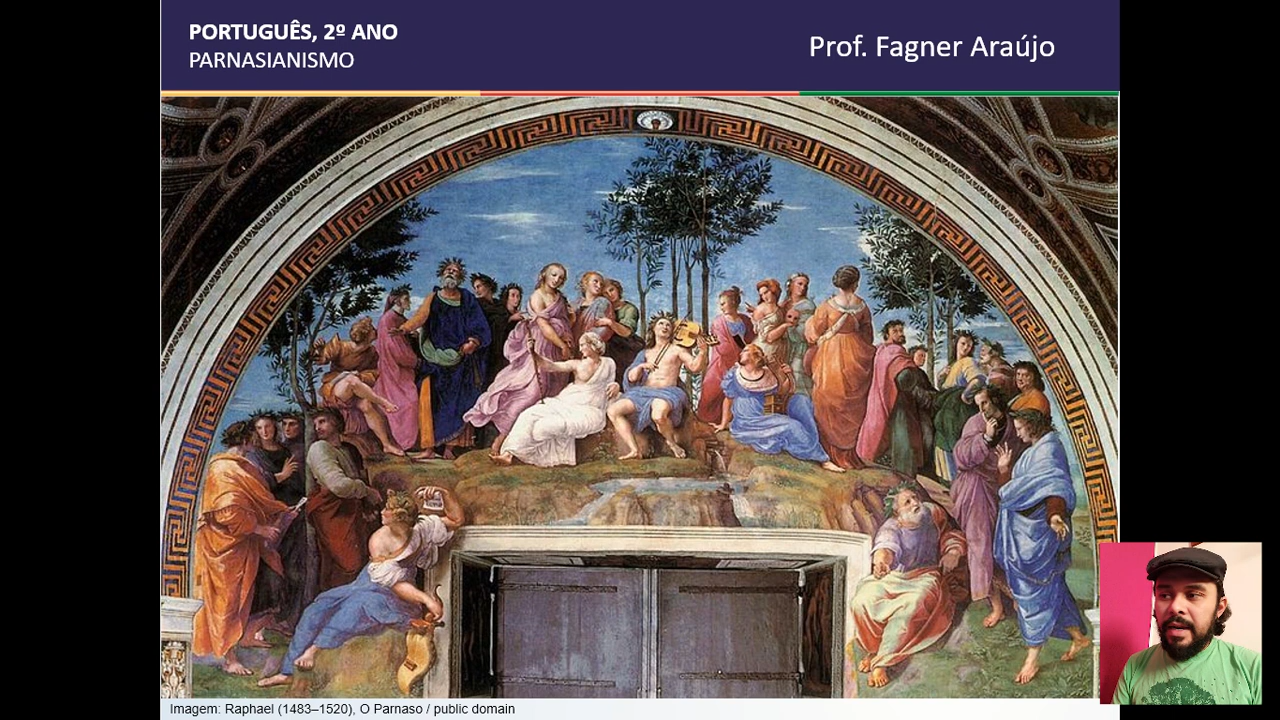 PORTUGUÊS, 2º ANO
PARNASIANISMO
Prof. Fagner Araújo
Imagem: Raphael (1483–1520), O Parnaso / public domain